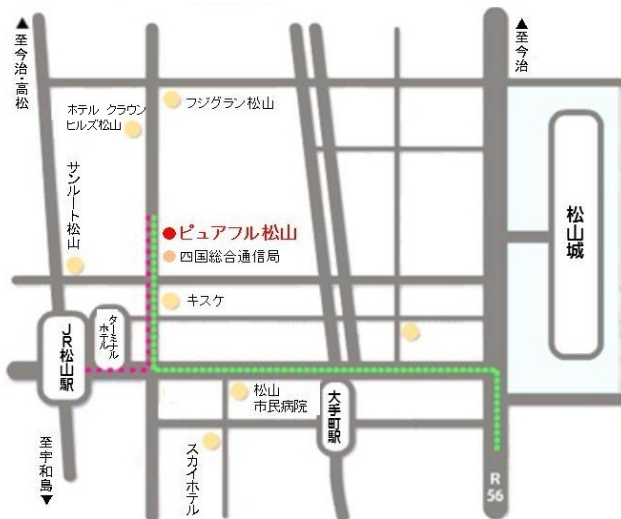 ▲至今治・高松
▲至今治
フジグラン松山
ホテル クラウン
ヒルズ松山
サンルート松山
ピュアフル松山
四国総合通信局
松山城
キスケ
ターミナル
ホテル
JR松山駅
松山
市民病院
大手町駅
スカイホテル
至宇和島▼
R
56